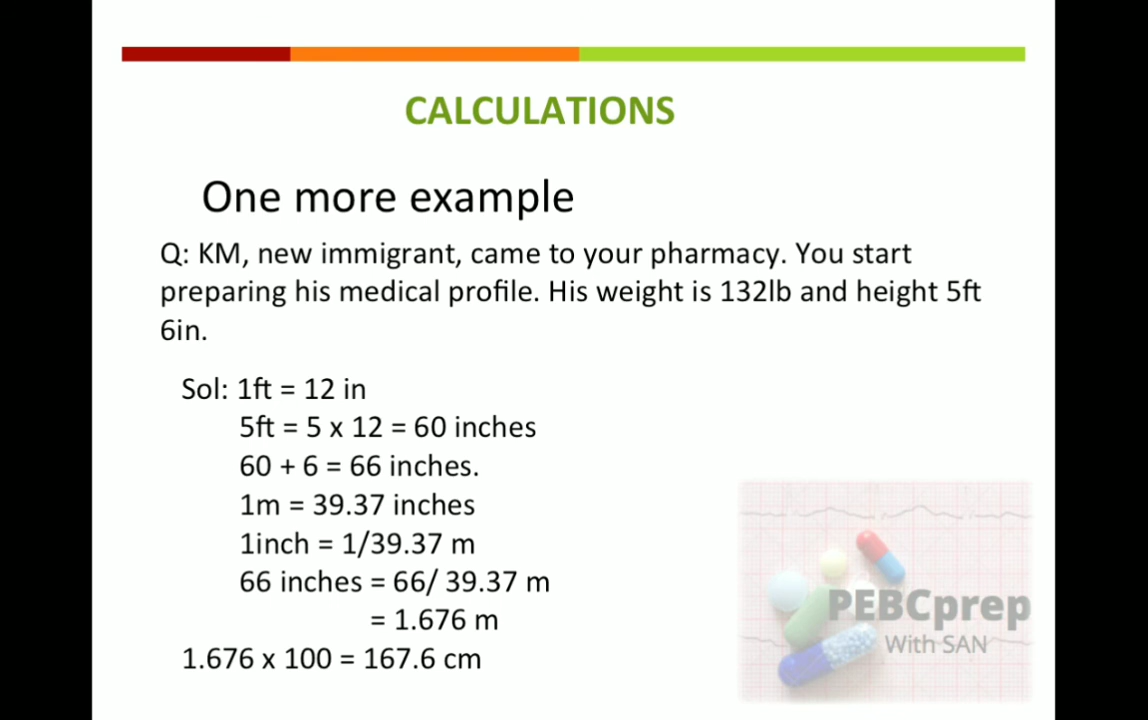 CALCULATIONS
One more example
Q: KM, new immigrant, came to your pharmacy. You start
preparing his medical profile. His weight is 132lb and height 5ft
6in.
Sol: 1ft = 12 in
5ft = 5 x 12 = 60 inches
60 + 6 = 66 inches.
1m = 39.37 inches
1inch = 1/39.37 m
66 inches = 66/ 39.37 m
= 1.676 m
1.676 x 100 = 167.6 cm
PEBCprep
With SAN